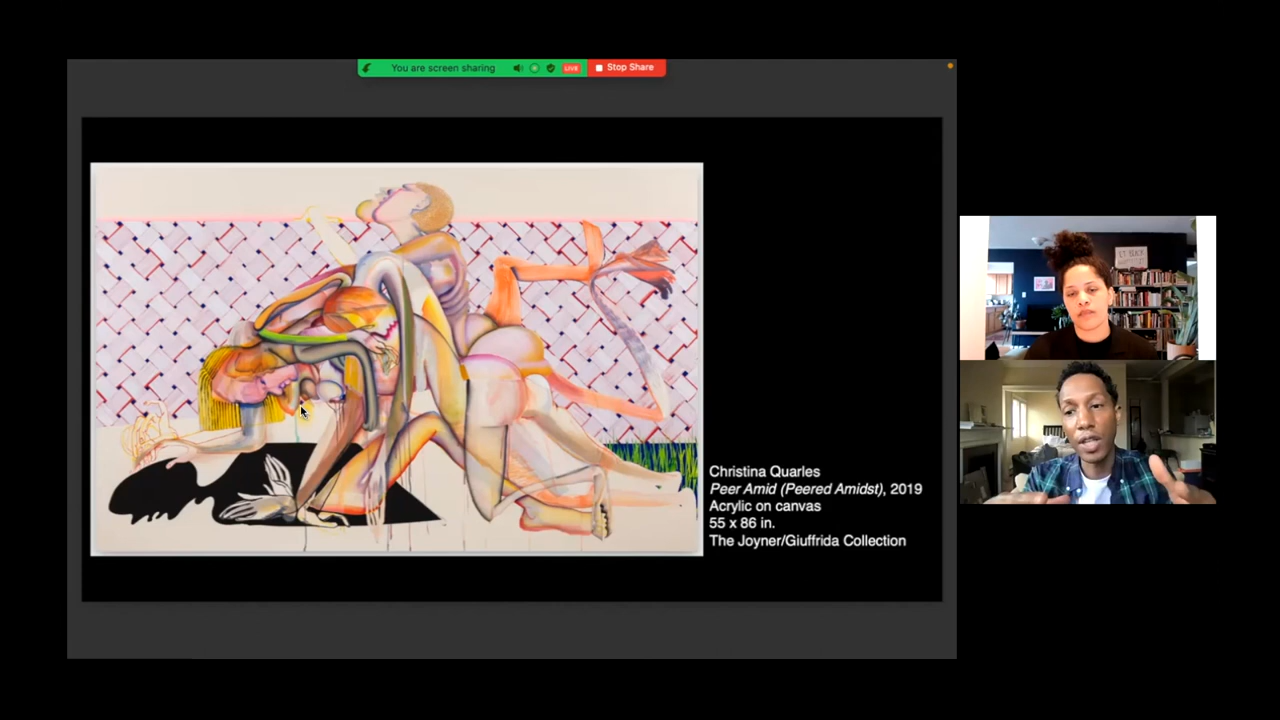 You are screen sharing
LIVE
Stop Share
Christina Quarles
Peer Amid (Peered Amidst), 2019
Acrylic on canvas
55 x 86 in.
The Joyner/Giuffrida Collection